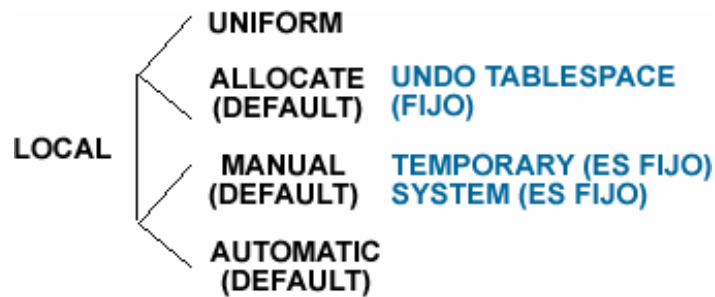 UNIFORM
ALLOCATE UNDO TABLESPACE
(DEFAULT) (FIJO)
LOCAL
MANUAL TEMPORARY (ES FIJO)
(DEFAULT) SYSTEM (ES FIJO)
AUTOMATIC
(DEFAULT)